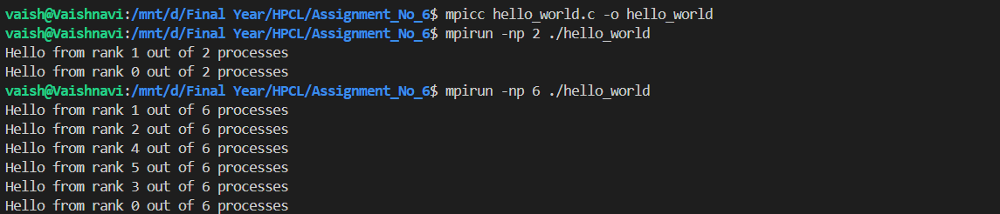 vaish@Vaishnavi:/mnt/d/Final Year/HPCL/Assignment_No_6$ mpicc hello_world.c -o hello_world
vaish@Vaishnavi:/mnt/d/Final Year/HPCL/Assignment_No_6$ mpirun -np 2 ./hello_world
Hello from rank 1 out of 2 processes
Hello from rank 0 out of 2 processes
vaish@Vaishnavi:/mnt/d/Final Year/HPCL/Assignment_No_6$ mpirun -np 6 ./hello_world
Hello from rank 1 out of 6 processes
Hello from rank 2 out of 6 processes
Hello from rank 4 out of 6 processes
Hello from rank 5 out of 6 processes
Hello from rank 3 out of 6 processes
Hello from rank 0 out of 6 processes